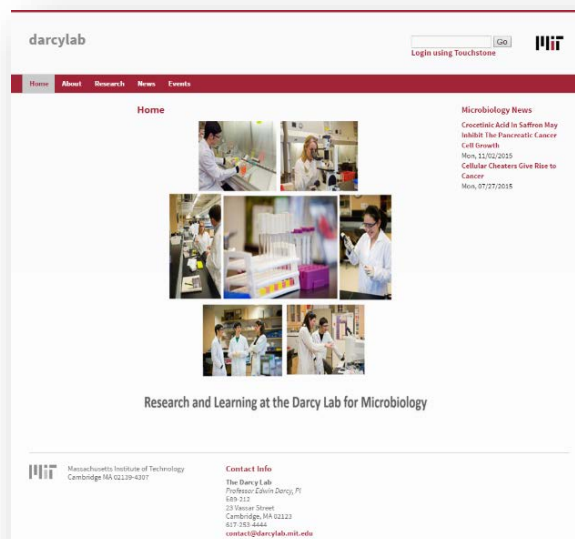 darcylab
Go
Login using Touchstone
MIT
Home About Research News Events
Home
Microbiology News
Crocetinic Acid In Saffron May
Inhibit The Pancreatic Cancer
Cell Growth
Mon, 11/02/2015
Cellular Cheaters Give Rise to
Cancer
Mon, 07/27/2015
Research and Learning at the Darcy Lab for Microbiology
MIT
Massachusetts Institute of Technology
Cambridge MA 02139-4307
Contact Info
The Darcy Lab
Professor Edwin Darcy, PI
589-212
23 Vassar Street
Cambridge, MA 02123
617-253-4444
contact@darcylab.mit.edu